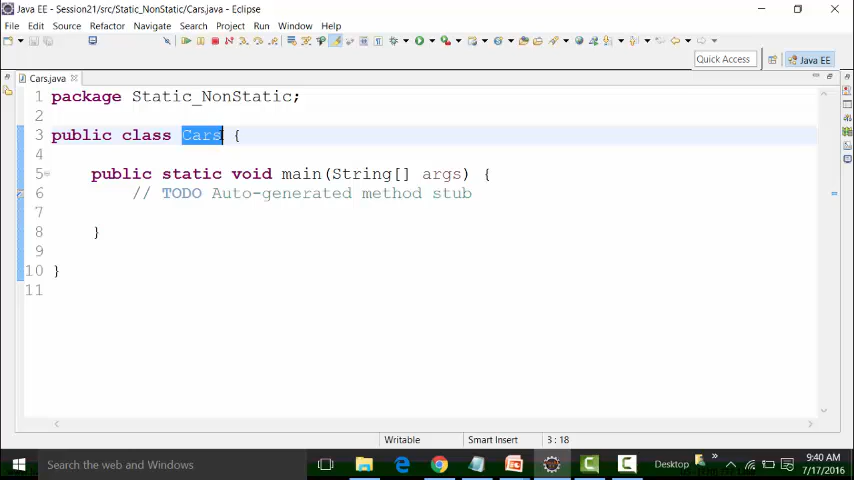 Java EE - Session21/src/Static_NonStatic/Cars.java - Eclipse
File Edit Source Refactor Navigate Search Project Run Window Help
Quick Access
Java EE
Cars.java
1 package Static_NonStatic;
2
3 public class Cars {
4
5 public static void main(String[] args) {
6 // TODO Auto-generated method stub
7
8 }
9
10 }
11
Writable Smart Insert 3 : 18
Search the web and Windows
Desktop
9:40 AM
7/17/2016